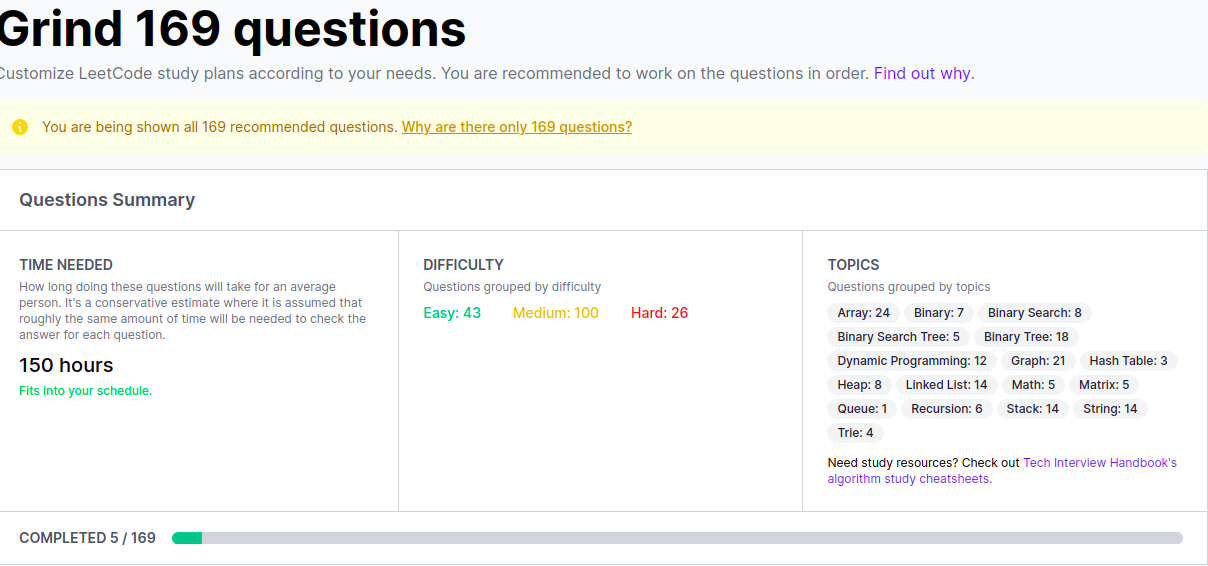 Grind 169 questions
Customize LeetCode study plans according to your needs. You are recommended to work on the questions in order. Find out why.
You are being shown all 169 recommended questions. Why are there only 169 questions?
Questions Summary
TIME NEEDED
How long doing these questions will take for an average
person. It's a conservative estimate where it is assumed that
roughly the same amount of time will be needed to check the
answer for each question.
150 hours
Fits into your schedule.
DIFFICULTY
Questions grouped by difficulty
Easy: 43 Medium: 100 Hard: 26
TOPICS
Questions grouped by topics
Array: 24 Binary: 7 Binary Search: 8
Binary Search Tree: 5 Binary Tree: 18
Dynamic Programming: 12 Graph: 21 Hash Table: 3
Heap: 8 Linked List: 14 Math: 5 Matrix: 5
Queue: 1 Recursion: 6 Stack: 14 String: 14
Trie: 4
Need study resources? Check out Tech Interview Handbook's
algorithm study cheatsheets.
COMPLETED 5 / 169